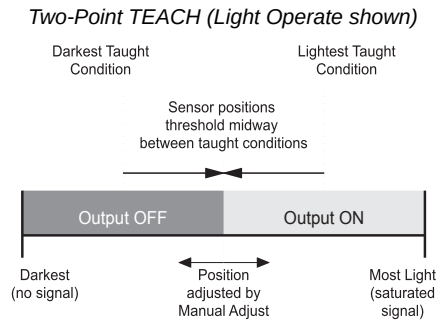 Two-Point TEACH (Light Operate shown)
Darkest Taught
Condition
Lightest Taught
Condition
Sensor positions
threshold midway
between taught conditions
Output OFF
Output ON
Darkest
(no signal)
Position
adjusted by
Manual Adjust
Most Light
(saturated
signal)